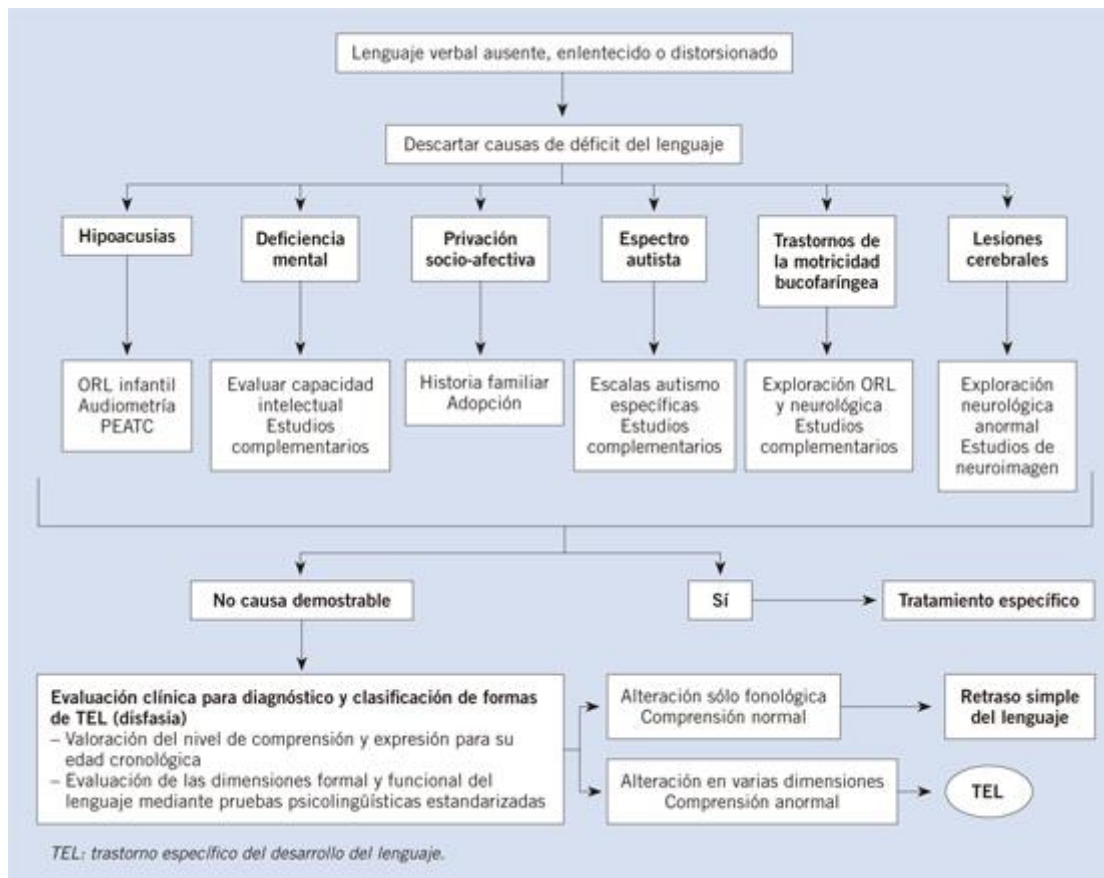 Lenguaje verbal ausente, enlentecido o distorsionado
Descartar causas de déficit del lenguaje
Hipoacusias
Deficiencia
mental
Privación
socio-afectiva
Espectro
autista
Trastornos de
la motricidad
bucofaríngea
Lesiones
cerebrales
ORL infantil
Audiometría
PEATC
Evaluar capacidad
intelectual
Estudios
complementarios
Historia familiar
Adopción
Escalas autismo
específicas
Estudios
complementarios
Exploración ORL
y neurológica
Estudios
complementarios
Exploración
neurológica
anormal
Estudios de
neuroimagen
No causa demostrable
Sí
Tratamiento específico
Evaluación clínica para diagnóstico y clasificación de formas
de TEL (disfasia)
– Valoración del nivel de comprensión y expresión para su
edad cronológica
– Evaluación de las dimensiones formal y funcional del
lenguaje mediante pruebas psicolingüísticas estandarizadas
Alteración sólo fonológica
Comprensión normal
Retraso simple
del lenguaje
Alteración en varias dimensiones
Comprensión anormal
TEL
TEL: trastorno específico del desarrollo del lenguaje.